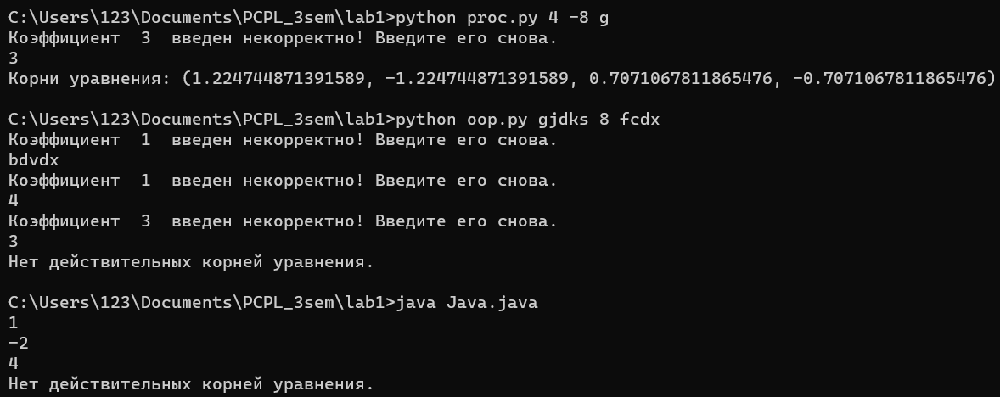 C:\Users\123\Documents\PCPL_3sem\lab1>python proc.py 4 -8 g
Коэффициент  3  введен некорректно! Введите его снова.
3
Корни уравнения: (1.224744871391589, -1.224744871391589, 0.7071067811865476, -0.7071067811865476)
C:\Users\123\Documents\PCPL_3sem\lab1>python oop.py gjdks 8 fcdx
Коэффициент  1  введен некорректно! Введите его снова.
bdvdx
Коэффициент  1  введен некорректно! Введите его снова.
4
Коэффициент  3  введен некорректно! Введите его снова.
3
Нет действительных корней уравнения.
C:\Users\123\Documents\PCPL_3sem\lab1>java Java.java
1
-2
4
Нет действительных корней уравнения.